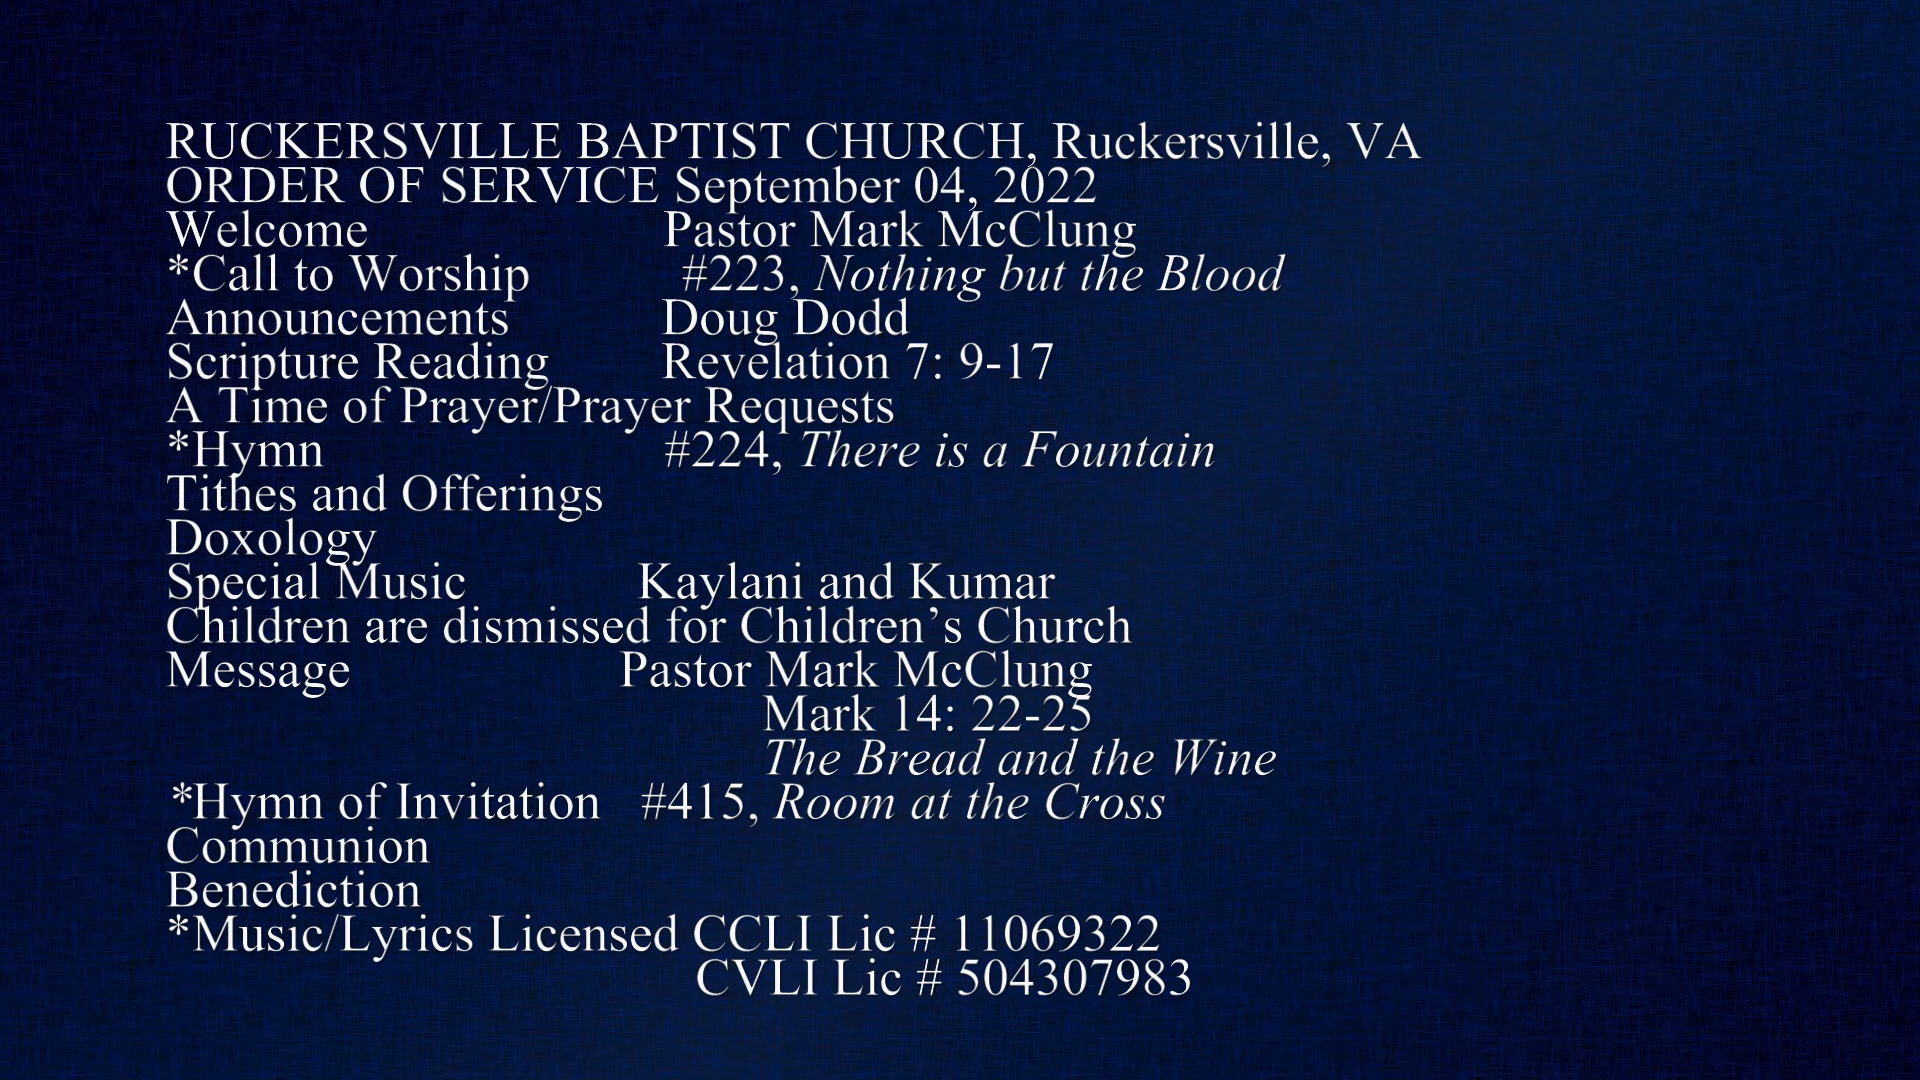 RUCKERSVILLE BAPTIST CHURCH, Ruckersville, VA
ORDER OF SERVICE September 04, 2022
Welcome Pastor Mark McClung
*Call to Worship #223, Nothing but the Blood
Announcements Doug Dodd
Scripture Reading Revelation 7: 9-17
A Time of Prayer/Prayer Requests
*Hymn #224, There is a Fountain
Tithes and Offerings
Doxology
Special Music Kaylani and Kumar
Children are dismissed for Children’s Church
Message Pastor Mark McClung
Mark 14: 22-25
The Bread and the Wine
*Hymn of Invitation #415, Room at the Cross
Communion
Benediction
*Music/Lyrics Licensed CCLI Lic # 11069322
CVLI Lic # 504307983